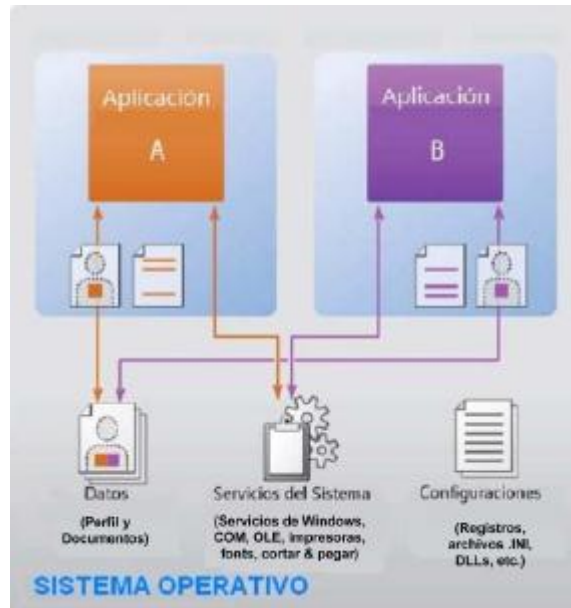 Aplicación
A
Aplicación
B
Datos
(Perfil y
Documentos)
Servicios del Sistema
(Servicios de Windows,
COM, OLE, impresoras,
fonts, cortar & pegar)
Configuraciones
(Registros,
archivos .INI,
DLLs, etc.)
SISTEMA OPERATIVO